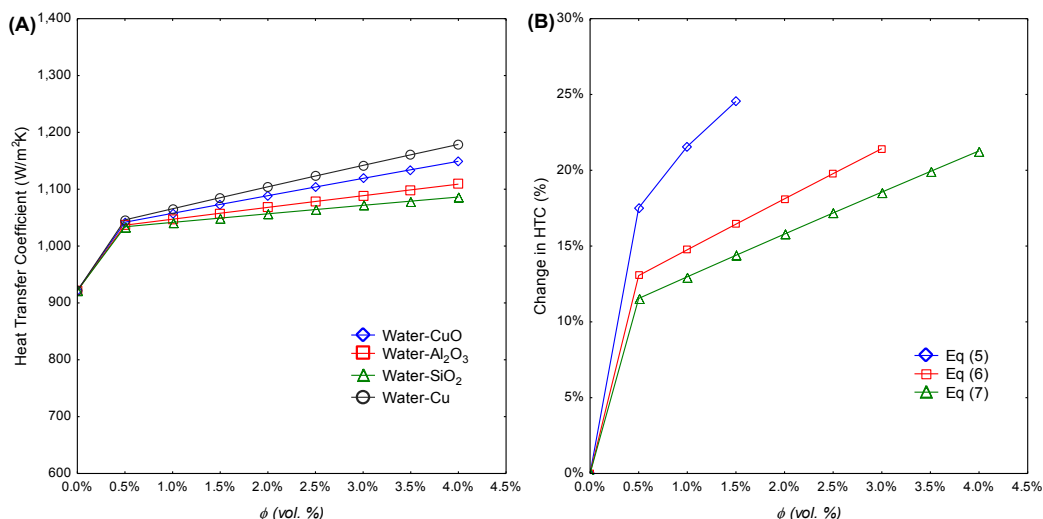 (A)
Heat Transfer Coefficient (W/m²K)
1,400
1,300
1,200
1,100
1,000
900
800
700
600
0.0% 0.5% 1.0% 1.5% 2.0% 2.5% 3.0% 3.5% 4.0% 4.5%
ϕ (vol. %)
Water-CuO
Water-Al₂O₃
Water-SiO₂
Water-Cu
(B)
Change in HTC (%)
30%
25%
20%
15%
10%
5%
0%
0.0% 0.5% 1.0% 1.5% 2.0% 2.5% 3.0% 3.5% 4.0% 4.5%
ϕ (vol. %)
Eq (5)
Eq (6)
Eq (7)